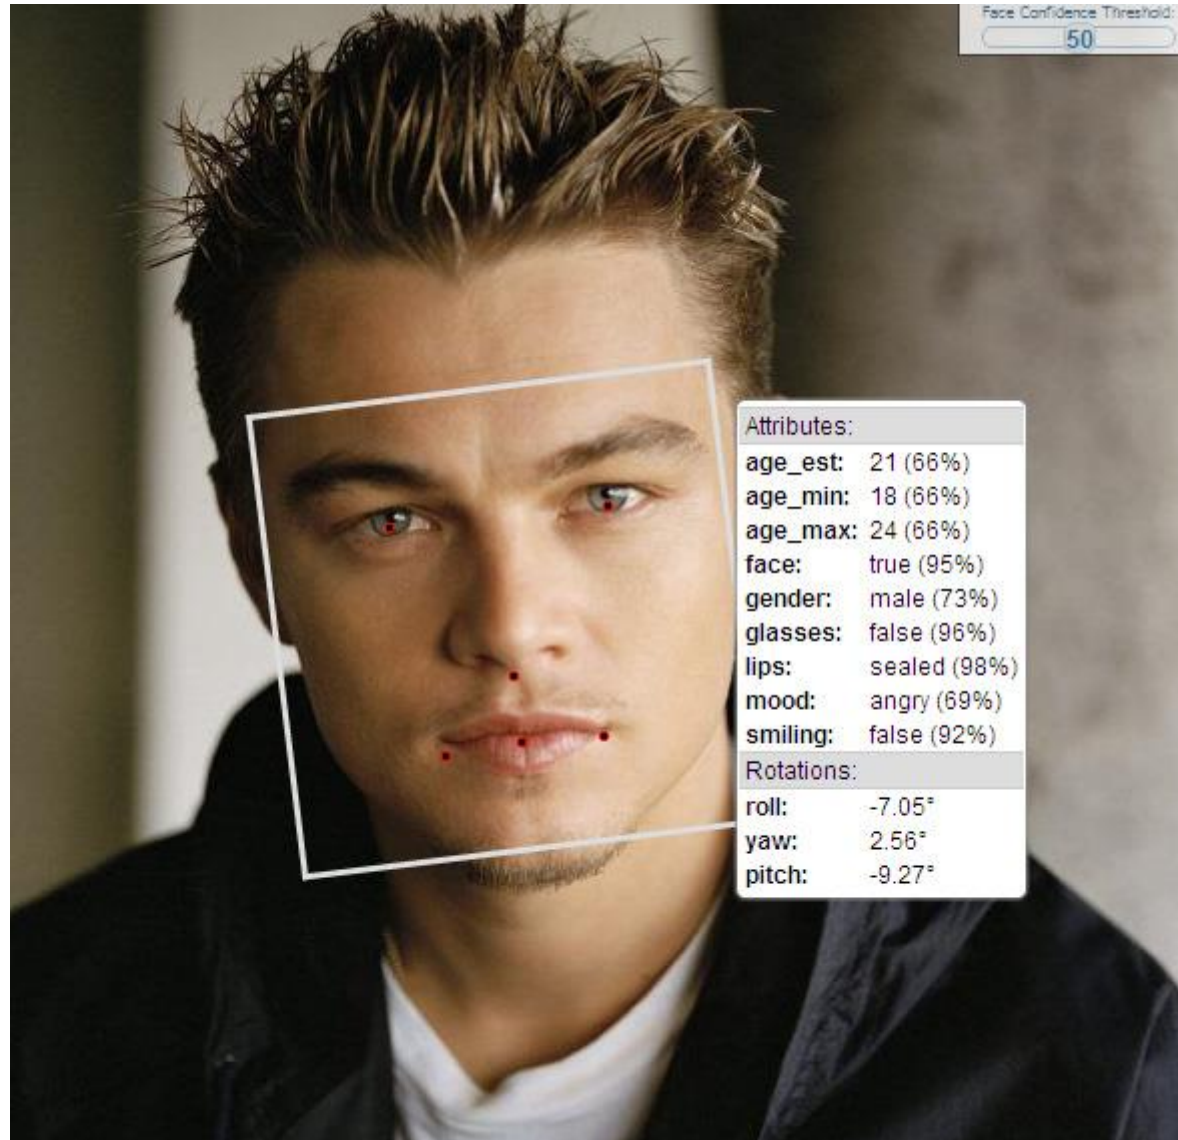 Face Confidence Threshold:
50
Attributes:
age_est: 21 (66%)
age_min: 18 (66%)
age_max: 24 (66%)
face: true (95%)
gender: male (73%)
glasses: false (96%)
lips: sealed (98%)
mood: angry (69%)
smiling: false (92%)
Rotations:
roll: -7.05°
yaw: 2.56°
pitch: -9.27°